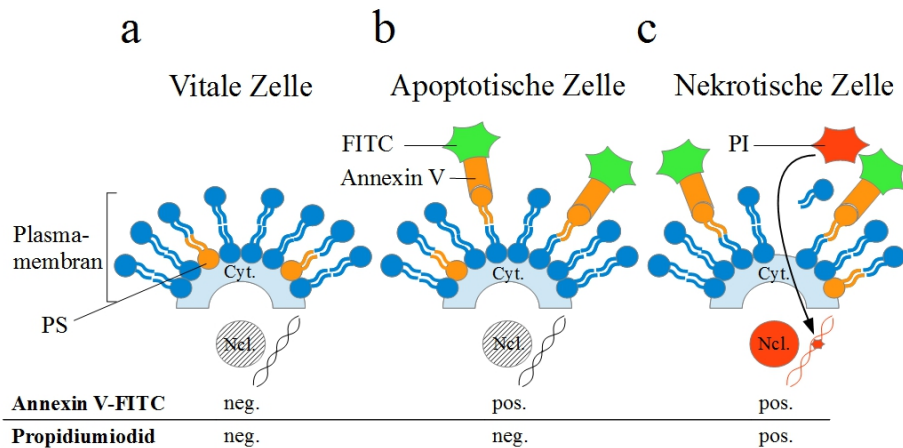 a
b
c
Vitale Zelle
Apoptotische Zelle
Nekrotische Zelle
FITC
Annexin V
PI
Plasma-
membran
PS
Cyt.
Cyt.
Cyt.
Ncl.
Ncl.
Ncl.
Annexin V-FITC neg. pos. pos.
Propidiumiodid neg. neg. pos.